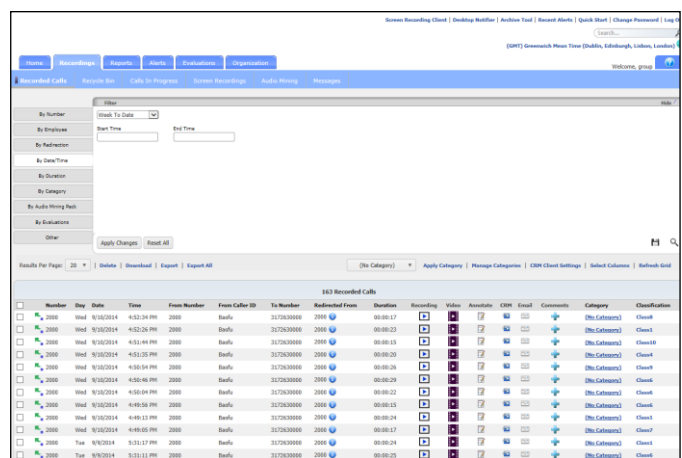 Screen Recording Client | Desktop Notifier | Archive Tool | Recent Alerts | Quick Start | Change Password | Log O
Search...
(GMT) Greenwich Mean Time (Dublin, Edinburgh, Lisbon, London)
Home Recordings Reports Alerts Evaluations Organization
Welcome, group
Recorded Calls Recycle Bin Calls In Progress Screen Recordings Audio Mining Messages
Filter Hide
By Number
Week To Date
By Employee
Start Time End Time
By Redirection
By Date/Time
By Duration
By Category
By Audio Mining Pack
By Evaluations
Other
Apply Changes Reset All
Results Per Page: 20 | Delete | Download | Export | Export All (No Category) Apply Category | Manage Categories | CRM Client Settings | Select Columns | Refresh Grid
163 Recorded Calls
Number Day Date Time From Number From Caller ID To Number Redirected From Duration Recording Video Annotate CRM Email Comments Category Classification
2000 Wed 9/10/2014 4:52:34 PM 2000 Baofu 3172630000 2000 00:00:17 (No Category) Class8
2000 Wed 9/10/2014 4:52:26 PM 2000 Baofu 3172630000 2000 00:00:23 (No Category) Class1
2000 Wed 9/10/2014 4:51:44 PM 2000 Baofu 3172630000 2000 00:00:15 (No Category) Class10
2000 Wed 9/10/2014 4:51:35 PM 2000 Baofu 3172630000 2000 00:00:20 (No Category) Class4
2000 Wed 9/10/2014 4:50:54 PM 2000 Baofu 3172630000 2000 00:00:26 (No Category) Class9
2000 Wed 9/10/2014 4:50:46 PM 2000 Baofu 3172630000 2000 00:00:29 (No Category) Class6
2000 Wed 9/10/2014 4:50:04 PM 2000 Baofu 3172630000 2000 00:00:22 (No Category) Class8
2000 Wed 9/10/2014 4:49:56 PM 2000 Baofu 3172630000 2000 00:00:15 (No Category) Class6
2000 Wed 9/10/2014 4:49:13 PM 2000 Baofu 3172630000 2000 00:00:24 (No Category) Class1
2000 Wed 9/10/2014 4:49:05 PM 2000 Baofu 3172630000 2000 00:00:17 (No Category) Class7
2000 Tue 9/9/2014 5:31:17 PM 2000 Baofu 3172630000 2000 00:00:24 (No Category) Class1
2000 Tue 9/9/2014 5:31:11 PM 2000 Baofu 3172630000 2000 00:00:25 (No Category) Class6